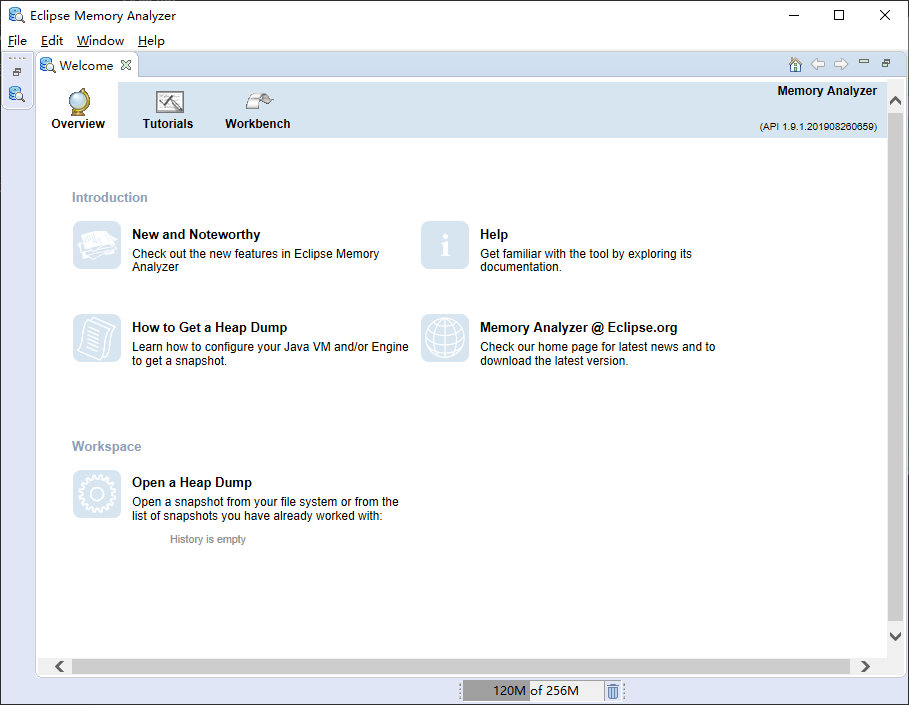 Eclipse Memory Analyzer
File Edit Window Help
Welcome
Overview
Tutorials
Workbench
Memory Analyzer
(API 1.9.1.201908260659)
Introduction
New and Noteworthy
Check out the new features in Eclipse Memory
Analyzer
Help
Get familiar with the tool by exploring its
documentation.
How to Get a Heap Dump
Learn how to configure your Java VM and/or Engine
to get a snapshot.
Memory Analyzer @ Eclipse.org
Check our home page for latest news and to
download the latest version.
Workspace
Open a Heap Dump
Open a snapshot from your file system or from the
list of snapshots you have already worked with:
History is empty
120M of 256M